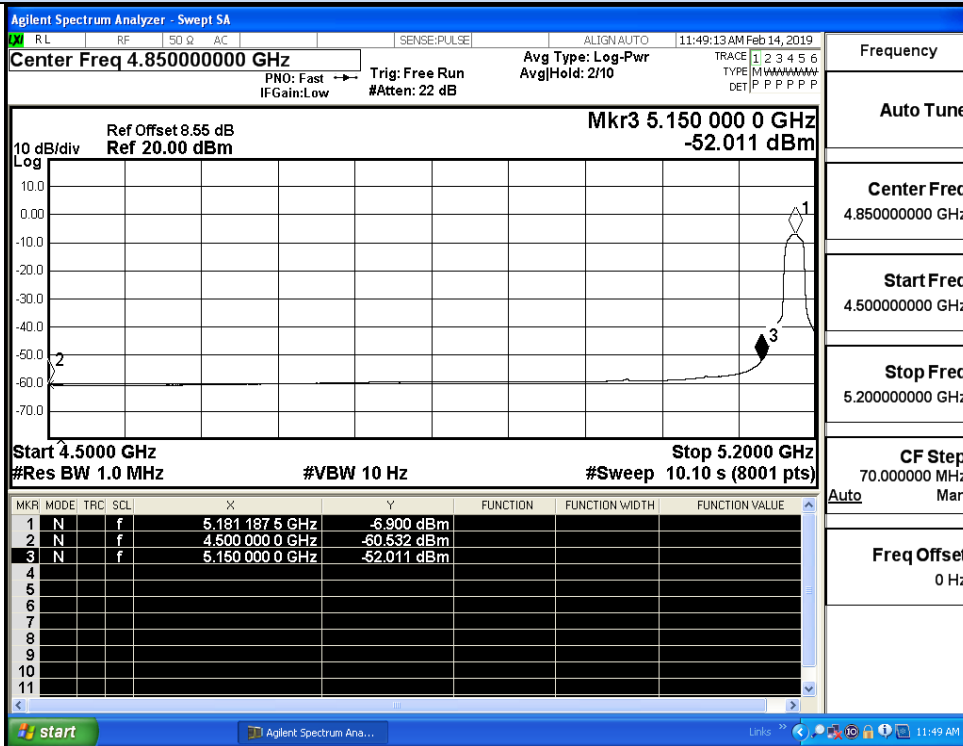 Agilent Spectrum Analyzer - Swept SA
LXI RL RF 50 Ω AC SENSE:PULSE ALIGN AUTO 11:49:13 AM Feb 14, 2019
Center Freq 4.850000000 GHz
PNO: Fast
IFGain:Low
Trig: Free Run
#Atten: 22 dB
Avg Type: Log-Pwr
Avg|Hold: 2/10
TRACE 1 2 3 4 5 6
TYPE M WWWWW
DET P P P P P P
Mkr3 5.150 000 0 GHz
-52.011 dBm
Ref Offset 8.55 dB
10 dB/div Ref 20.00 dBm
Log
10.0
0.00
-10.0
-20.0
-30.0
-40.0
-50.0
-60.0
-70.0
1
2
3
Start 4.5000 GHz Stop 5.2000 GHz
#Res BW 1.0 MHz #VBW 10 Hz #Sweep 10.10 s (8001 pts)
MKR MODE TRC SCL X Y FUNCTION FUNCTION WIDTH FUNCTION VALUE
1 N f 5.181 187 5 GHz -6.900 dBm
2 N f 4.500 000 0 GHz -60.532 dBm
3 N f 5.150 000 0 GHz -52.011 dBm
4
5
6
7
8
9
10
11
Frequency
Auto Tune
Center Freq
4.850000000 GHz
Start Freq
4.500000000 GHz
Stop Freq
5.200000000 GHz
CF Step
70.000000 MHz
Auto Man
Freq Offset
0 Hz
start Agilent Spectrum Ana... Links 11:49 AM